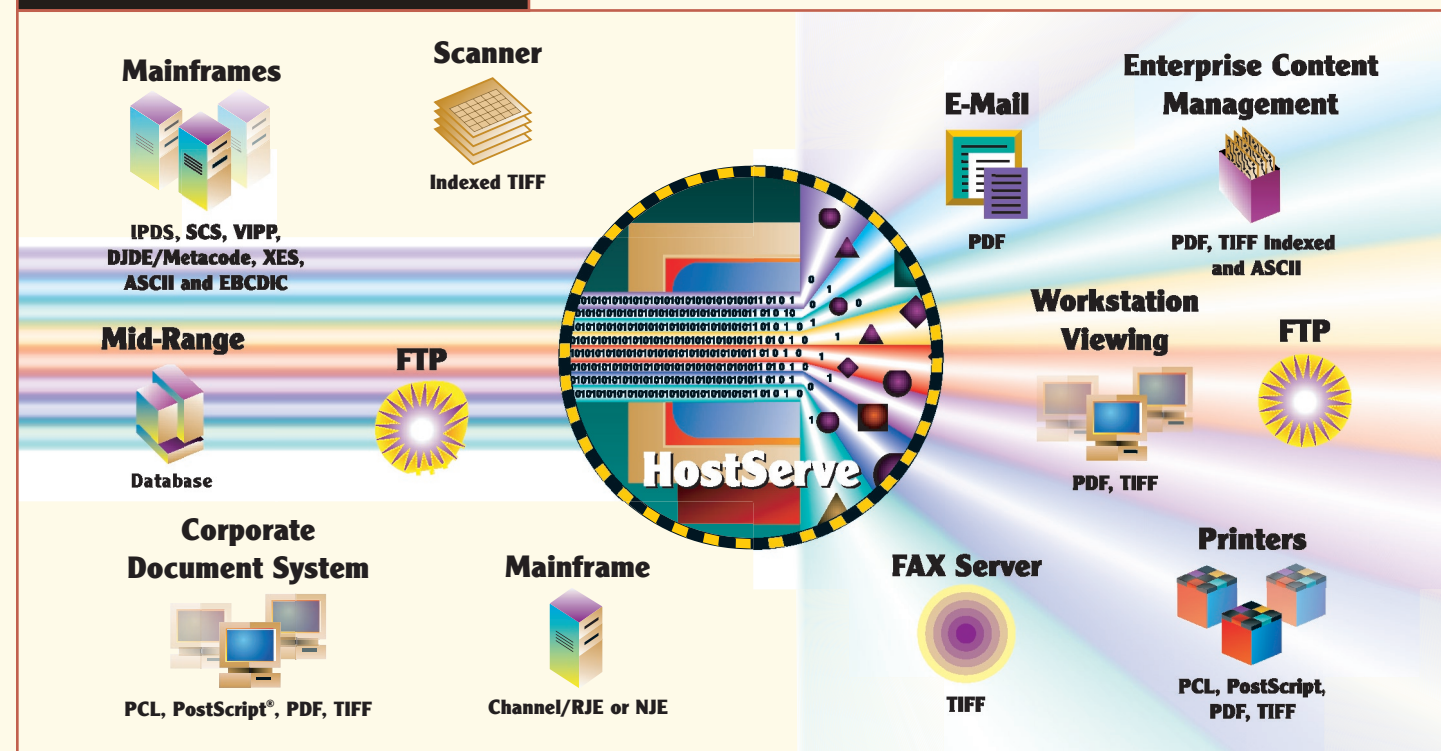 Mainframes
IPDS, SCS, VIPP,
DJDE/Metacode, XES,
ASCII and EBCDIC
Scanner
Indexed TIFF
Mid-Range
Database
FTP
Corporate
Document System
PCL, PostScript®, PDF, TIFF
Mainframe
Channel/RJE or NJE
HostServe
E-Mail
PDF
Enterprise Content
Management
PDF, TIFF Indexed
and ASCII
Workstation
Viewing
PDF, TIFF
FTP
FAX Server
TIFF
Printers
PCL, PostScript,
PDF, TIFF